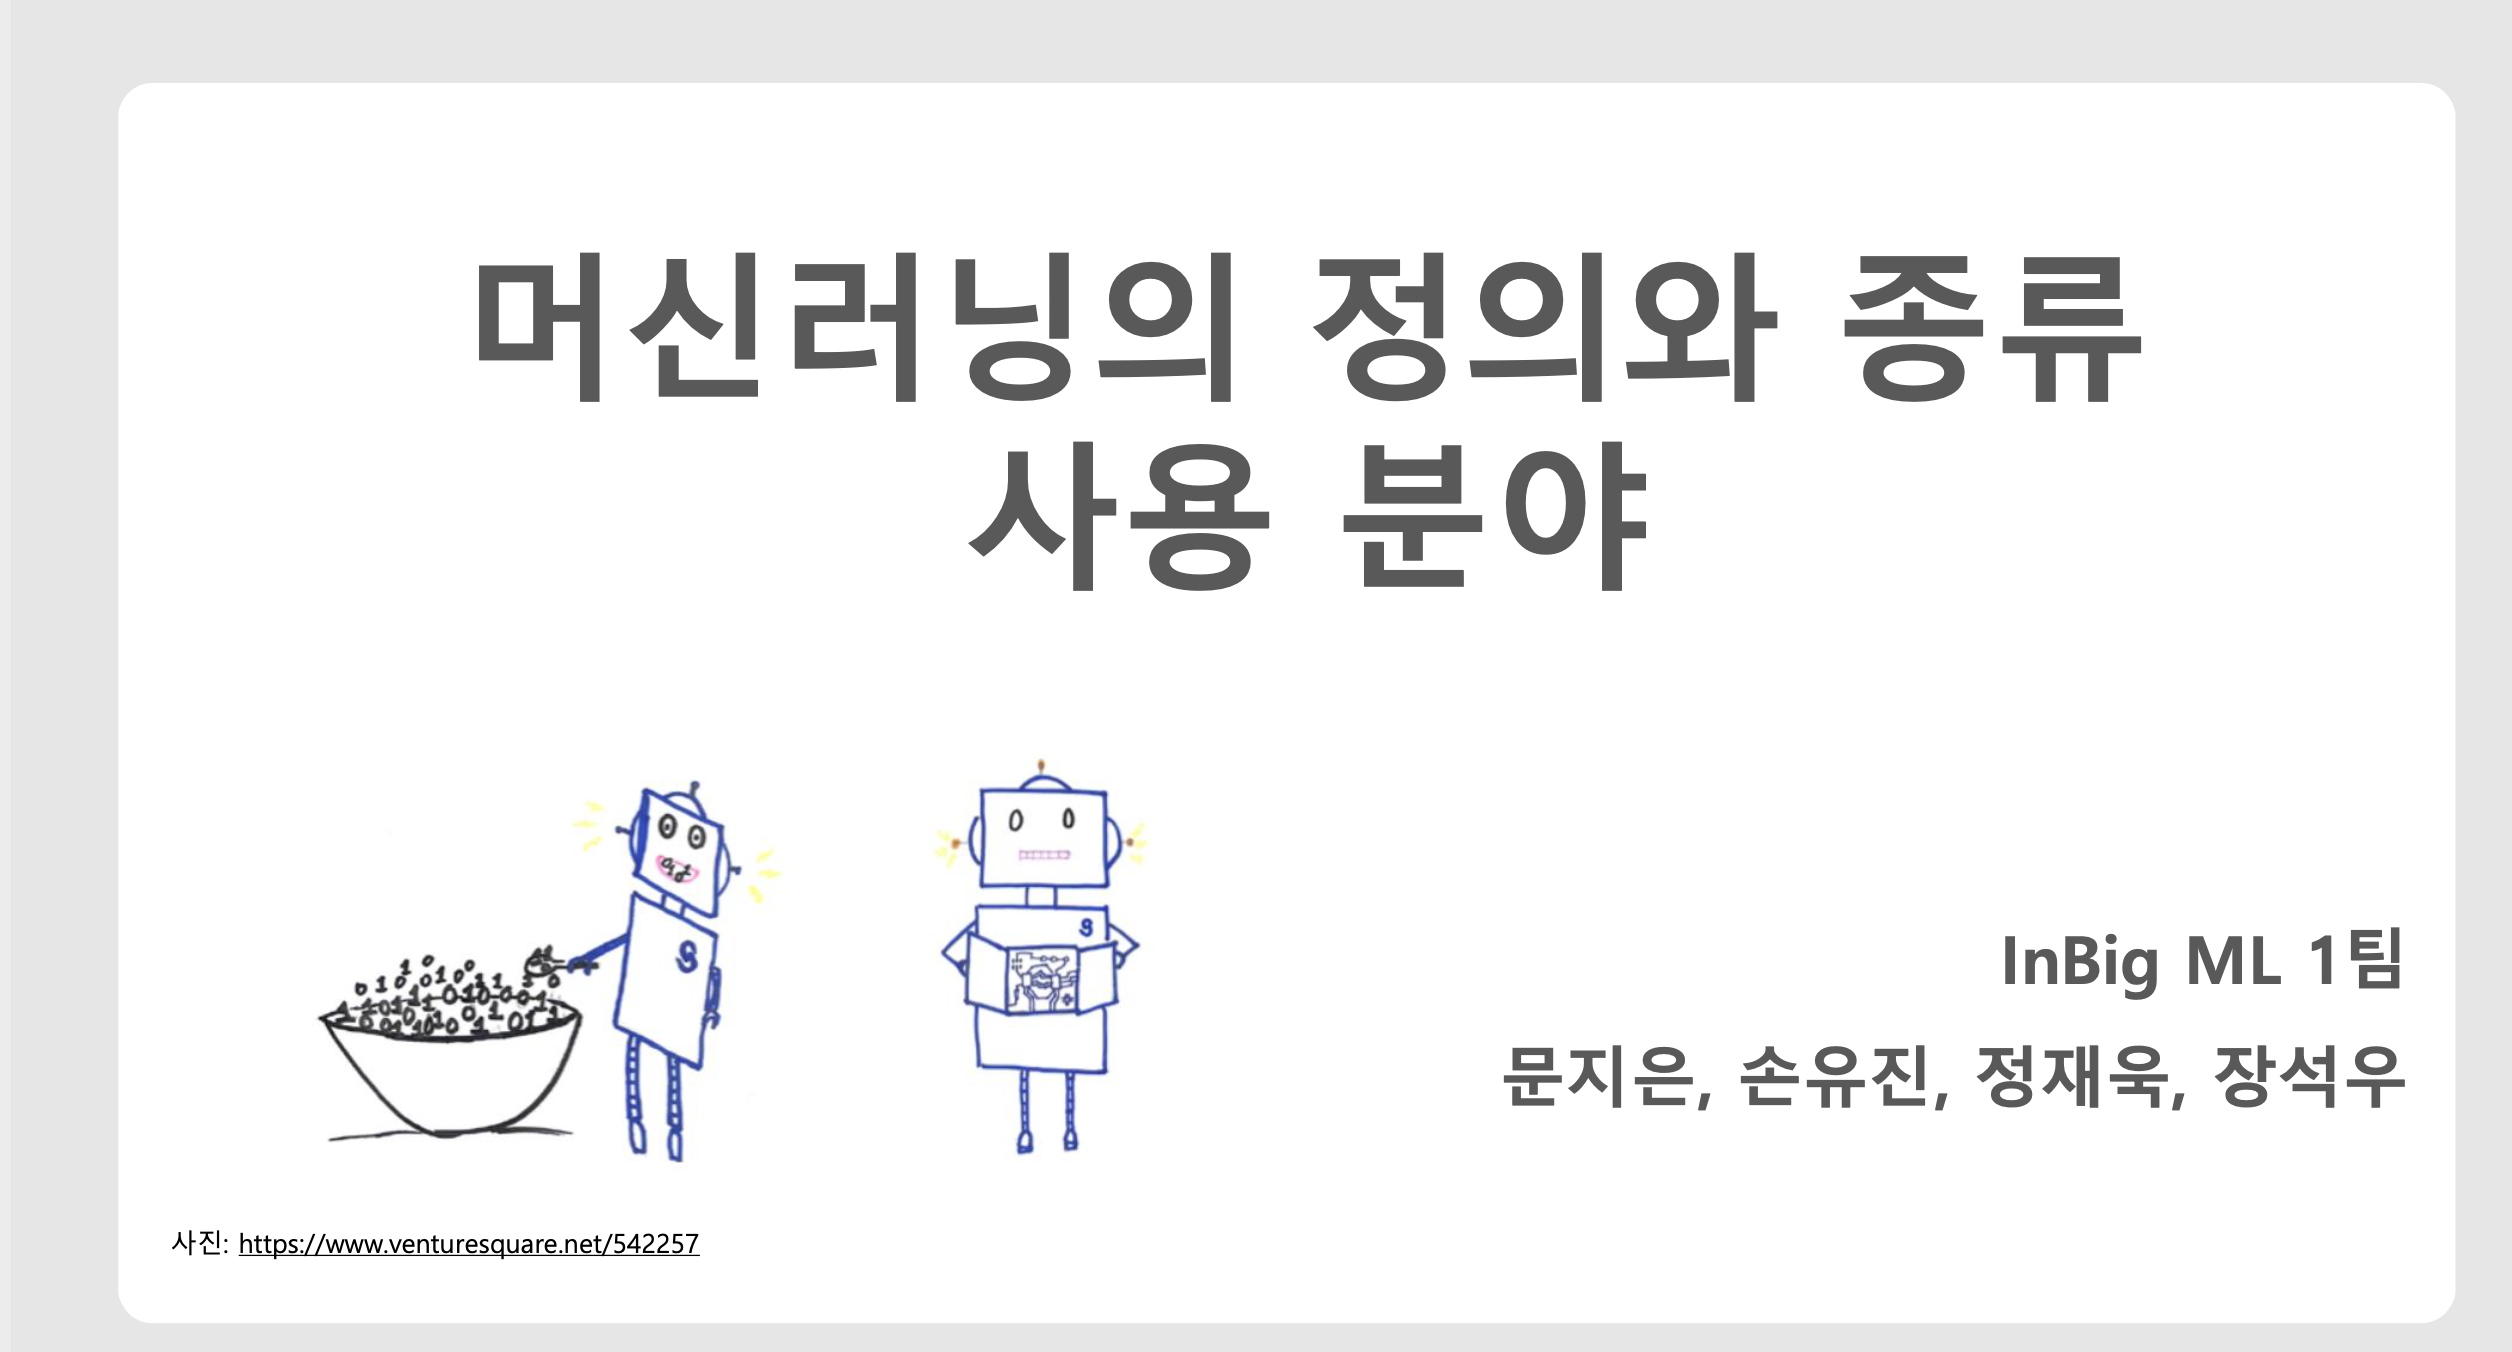 머신러닝의 정의와 종류
사용 분야
InBig ML 1팀
문지은, 손유진, 정재욱, 장석우
사진: https://www.venturesquare.net/542257